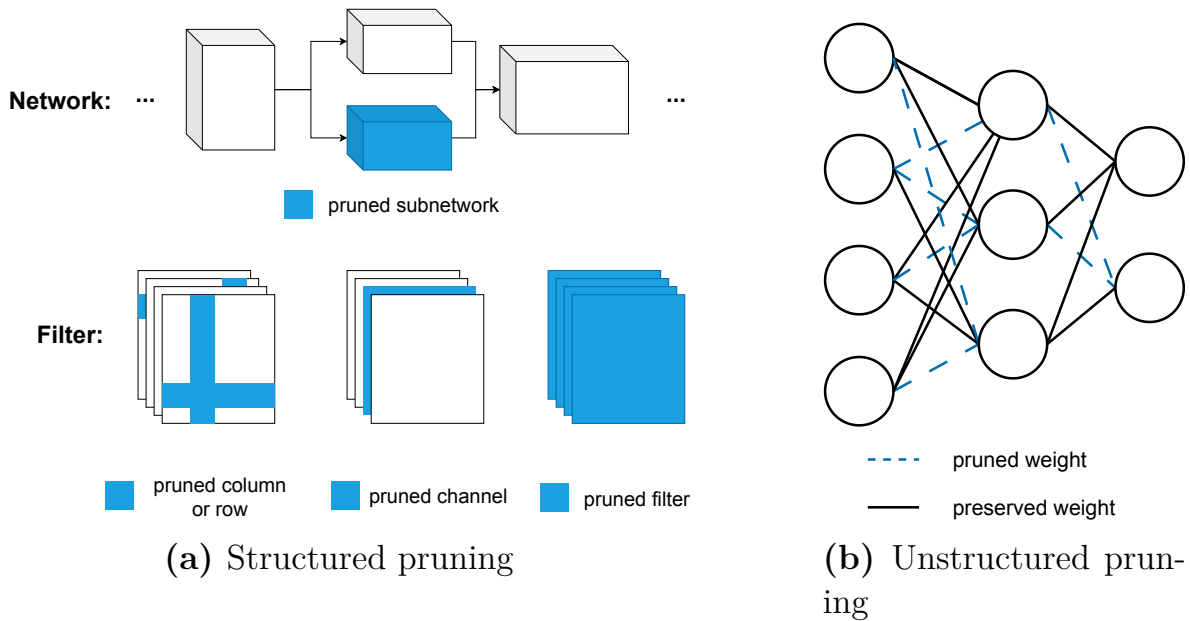 Network:
...
...
pruned subnetwork
Filter:
pruned column
or row
pruned channel
pruned filter
(a) Structured pruning
pruned weight
preserved weight
(b) Unstructured prun-
ing